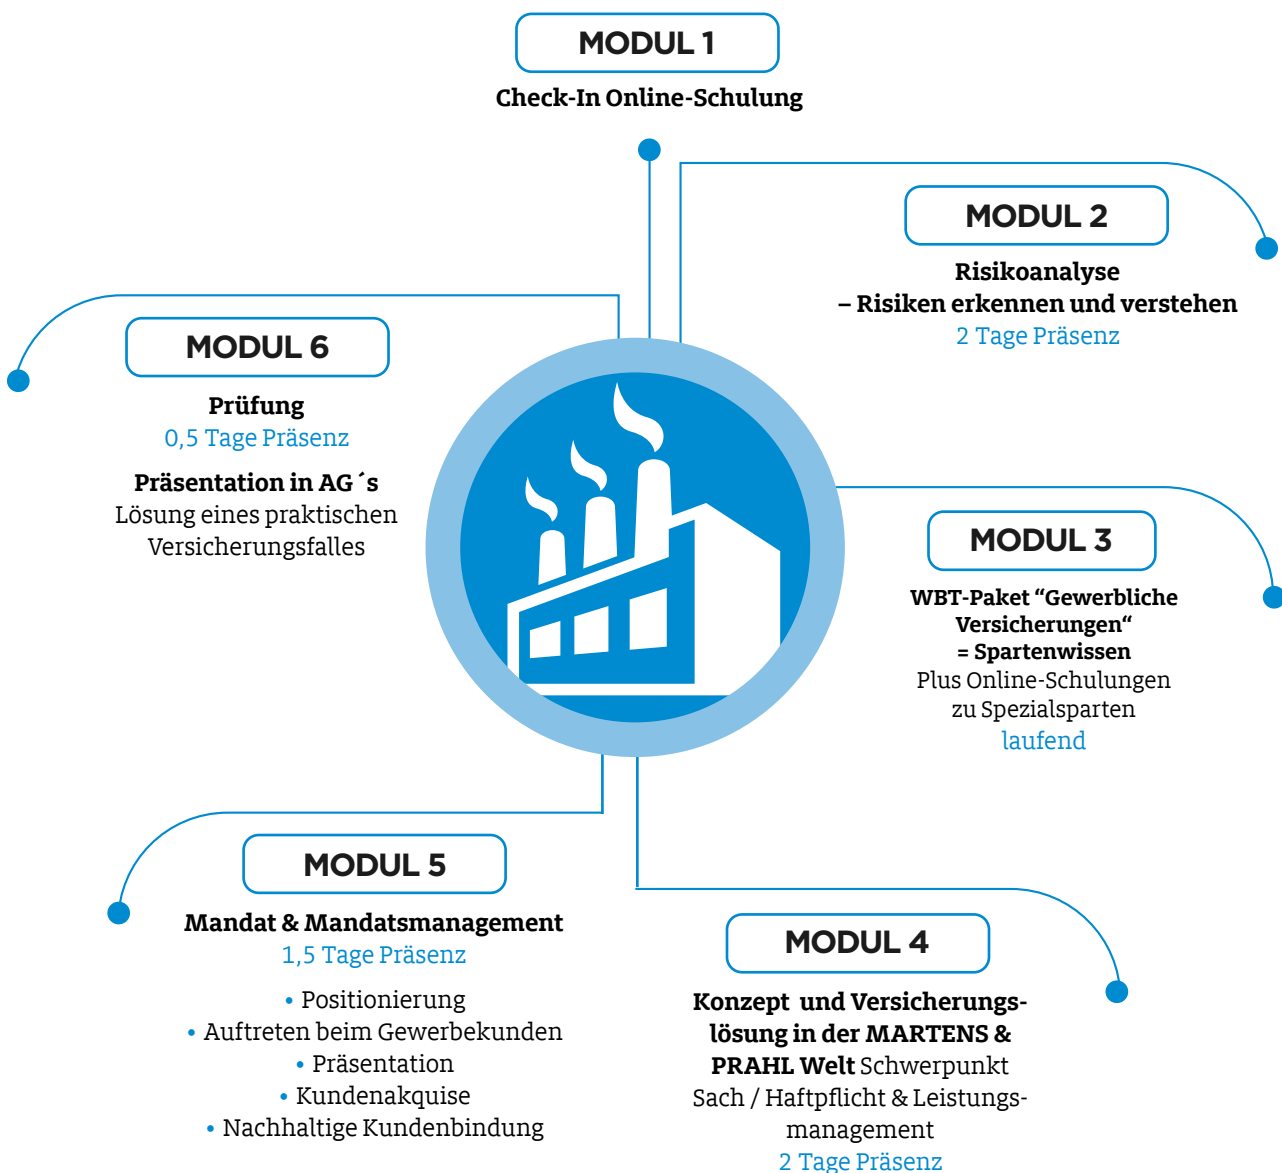 MODUL 1
Check-In Online-Schulung
MODUL 2
Risikoanalyse
– Risiken erkennen und verstehen
2 Tage Präsenz
MODUL 3
WBT-Paket “Gewerbliche
Versicherungen“
= Spartenwissen
Plus Online-Schulungen
zu Spezialsparten
laufend
MODUL 4
Konzept und Versicherungs-
lösung in der MARTENS &
PRAHL Welt Schwerpunkt
Sach / Haftpflicht & Leistungs-
management
2 Tage Präsenz
MODUL 5
Mandat & Mandatsmanagement
1,5 Tage Präsenz
• Positionierung
• Auftreten beim Gewerbekunden
• Präsentation
• Kundenakquise
• Nachhaltige Kundenbindung
MODUL 6
Prüfung
0,5 Tage Präsenz
Präsentation in AG ´s
Lösung eines praktischen
Versicherungsfalles